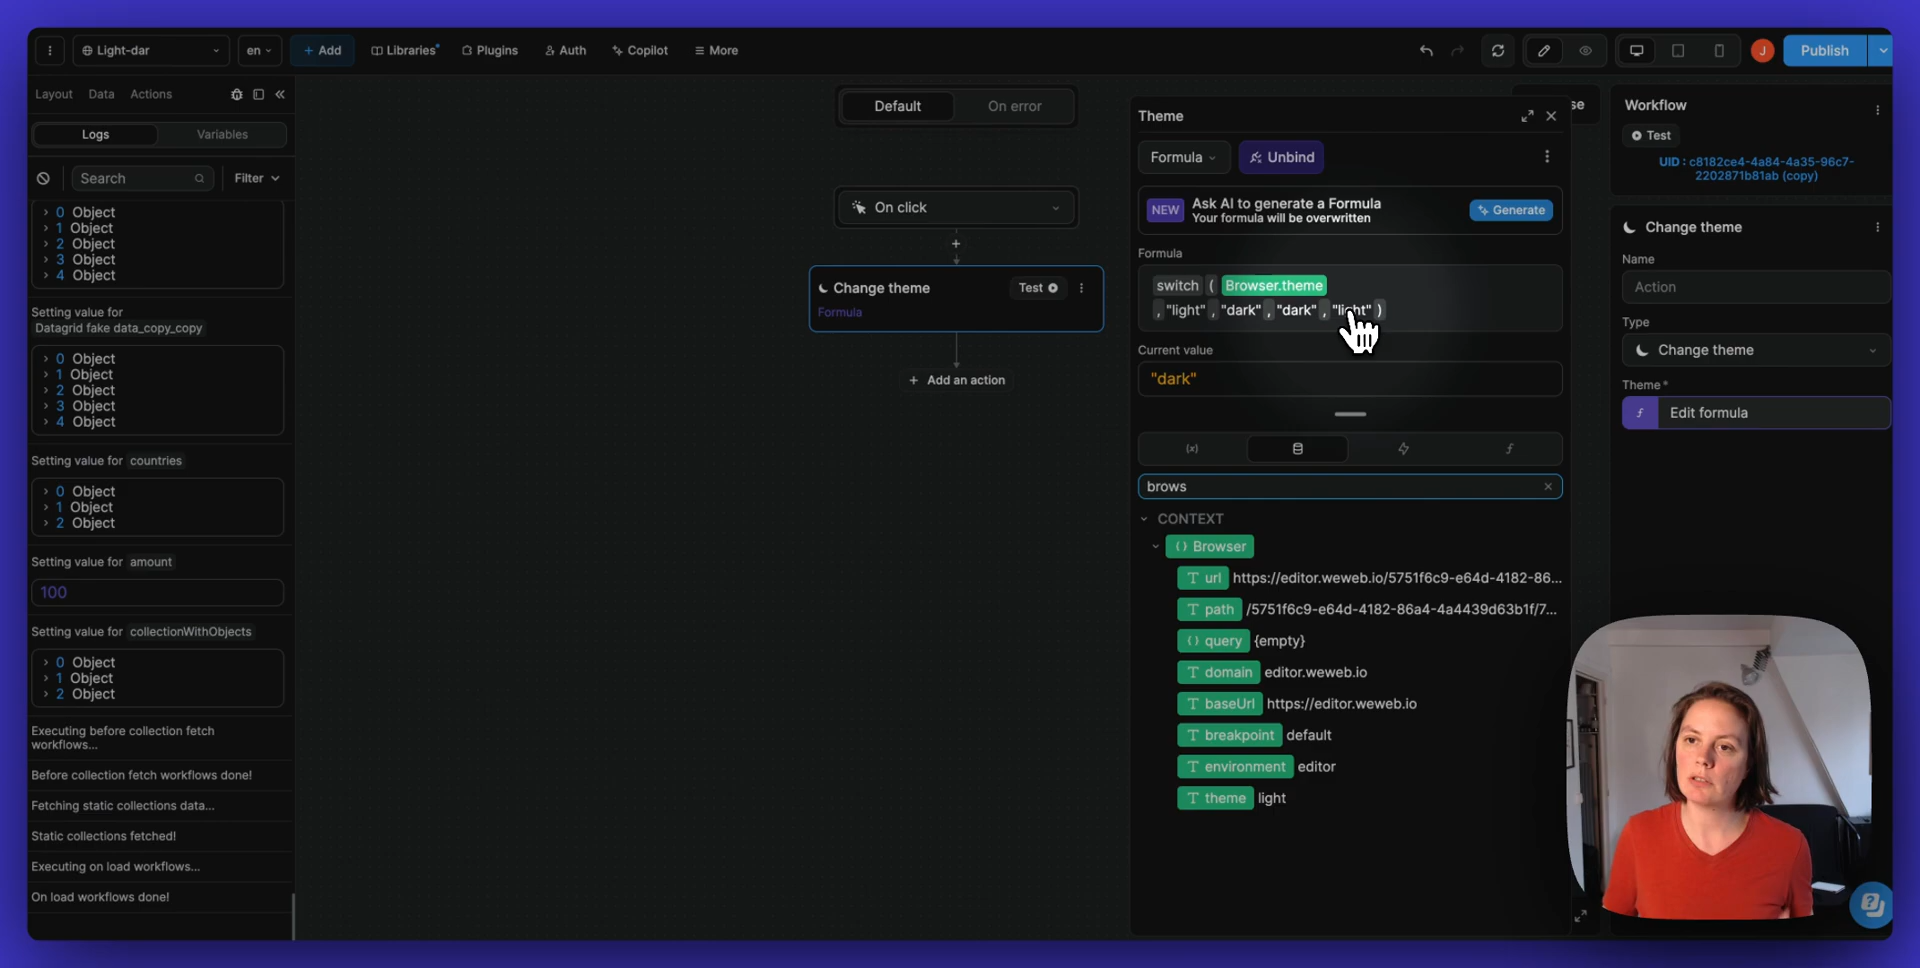 Light-dar
en
+ Add
Libraries
Plugins
Auth
Copilot
More
J
Publish
Layout
Data
Actions
Logs
Variables
Search
Filter
0 Object
1 Object
2 Object
3 Object
4 Object
Setting value for
Datagrid fake data_copy_copy
0 Object
1 Object
2 Object
3 Object
4 Object
Setting value for countries
0 Object
1 Object
2 Object
Setting value for amount
100
Setting value for collectionWithObjects
0 Object
1 Object
2 Object
Executing before collection fetch
workflows...
Before collection fetch workflows done!
Fetching static collections data...
Static collections fetched!
Executing on load workflows...
On load workflows done!
Default
On error
On click
+
Change theme
Test
Formula
+ Add an action
se
Theme
Formula
Unbind
NEW
Ask AI to generate a Formula
Your formula will be overwritten
Generate
Formula
switch ( Browser.theme
, "light" , "dark" , "dark" , "light" )
Current value
"dark"
(x)
f
brows
CONTEXT
() Browser
T url https://editor.weweb.io/5751f6c9-e64d-4182-86...
T path /5751f6c9-e64d-4182-86a4-4a4439d63b1f/7...
() query {empty}
T domain editor.weweb.io
T baseUrl https://editor.weweb.io
T breakpoint default
T environment editor
T theme light
Workflow
Test
UID : c8182ce4-4a84-4a35-96c7-
2202871b81ab (copy)
Change theme
Name
Action
Type
Change theme
Theme*
f Edit formula
?